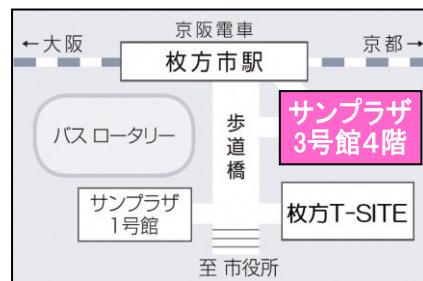 京阪電車
←大阪
京都→
枚方市駅
サンプラザ
3号館4階
バス ロータリー
歩道橋
サンプラザ
1号館
枚方T-SITE
至 市役所